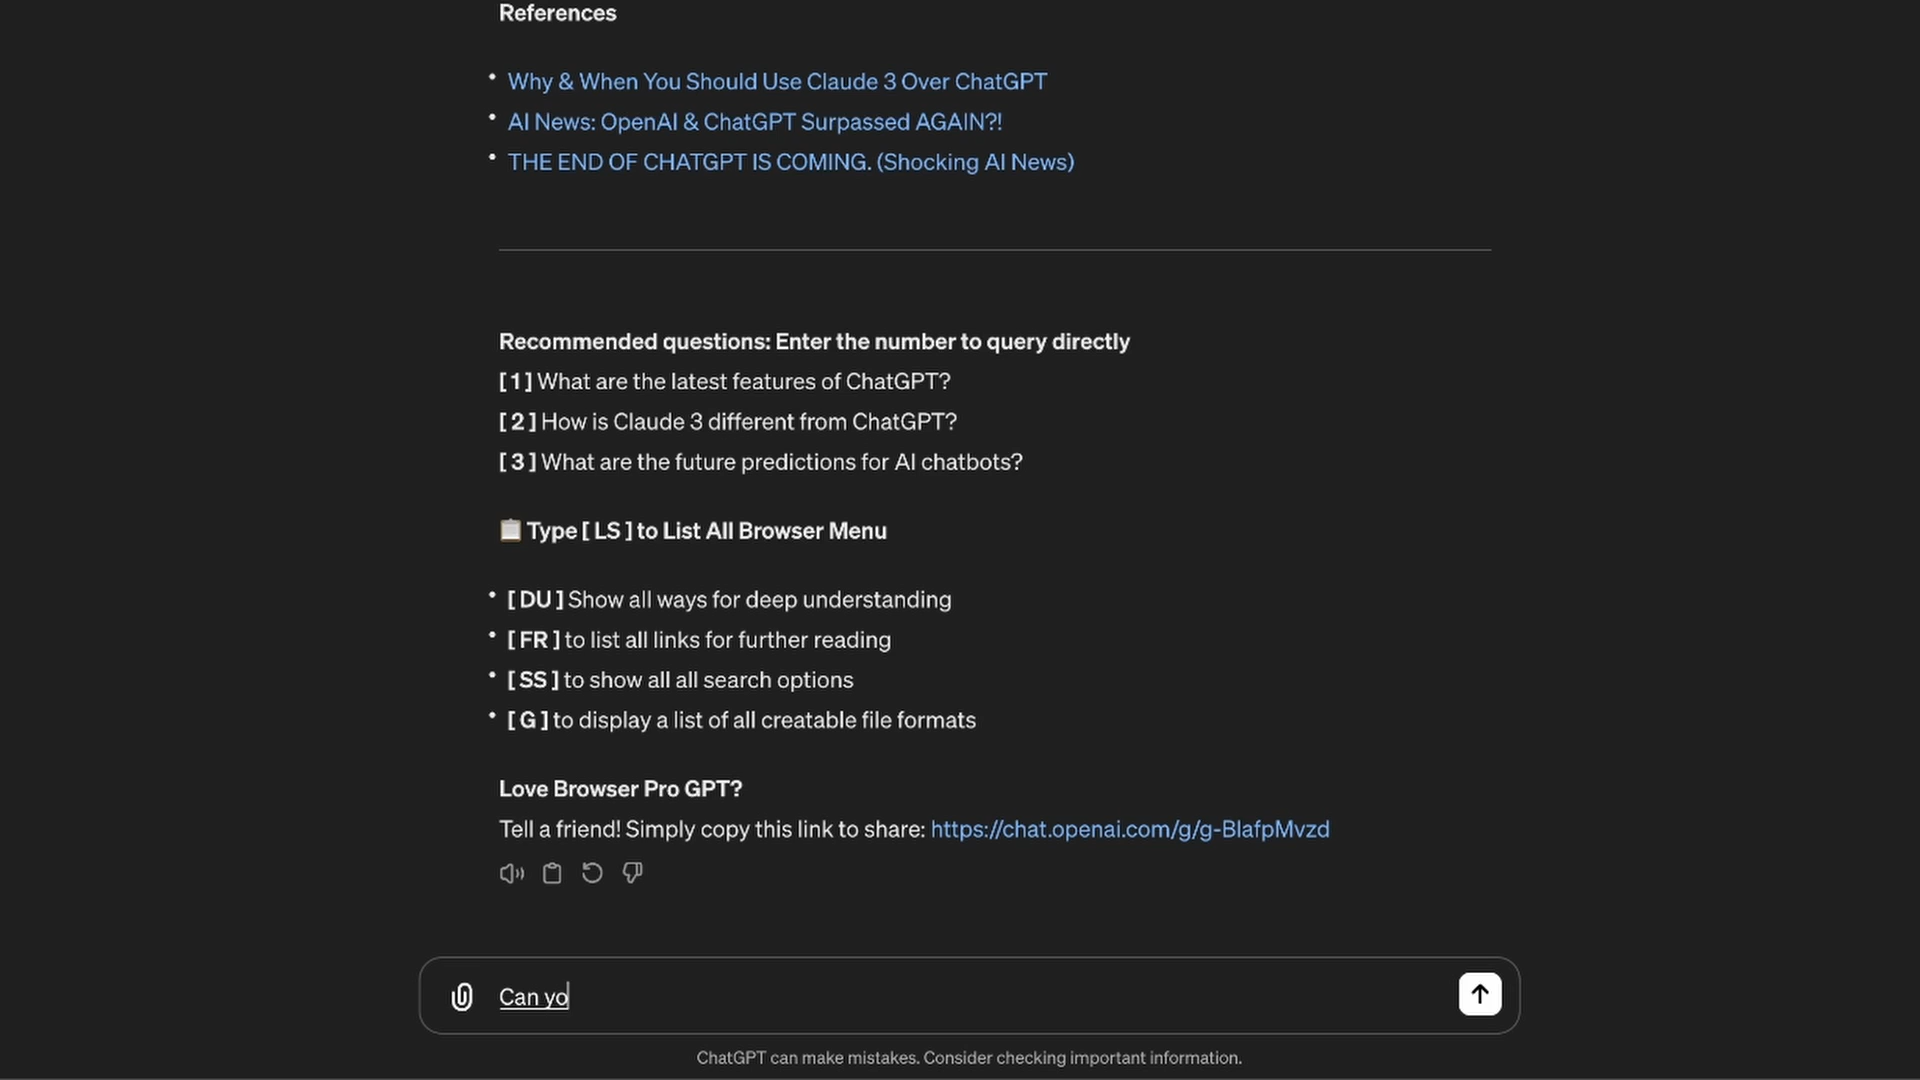 References
• Why & When You Should Use Claude 3 Over ChatGPT
• AI News: OpenAI & ChatGPT Surpassed AGAIN?!
• THE END OF CHATGPT IS COMING. (Shocking AI News)
Recommended questions: Enter the number to query directly
[ 1 ] What are the latest features of ChatGPT?
[ 2 ] How is Claude 3 different from ChatGPT?
[ 3 ] What are the future predictions for AI chatbots?
📋 Type [ LS ] to List All Browser Menu
• [ DU ] Show all ways for deep understanding
• [ FR ] to list all links for further reading
• [ SS ] to show all all search options
• [ G ] to display a list of all creatable file formats
Love Browser Pro GPT?
Tell a friend! Simply copy this link to share: https://chat.openai.com/g/g-BlafpMvzd
Can yo
ChatGPT can make mistakes. Consider checking important information.